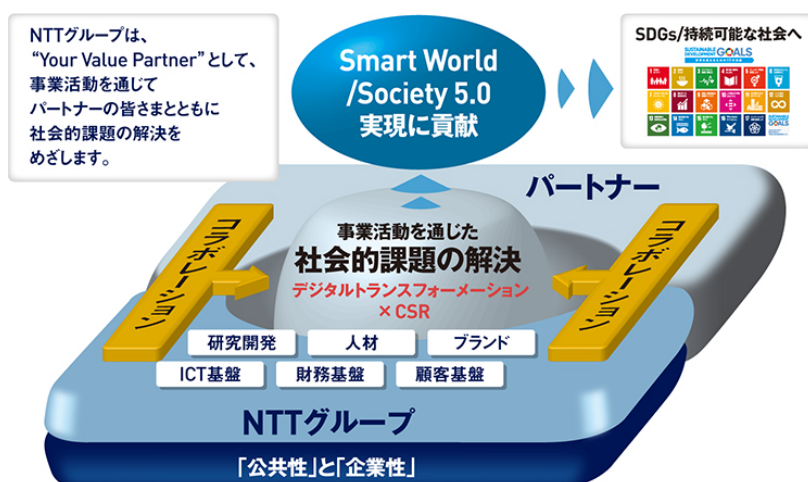 NTTグループは、
“Your Value Partner”として、
事業活動を通じて
パートナーの皆さまとともに
社会的課題の解決を
めざします。
Smart World
/Society 5.0
実現に貢献
SDGs/持続可能な社会へ
SUSTAINABLE
DEVELOPMENT
GOALS
パートナー
コラボレーション
事業活動を通じた
社会的課題の解決
デジタルトランスフォーメーション
×CSR
コラボレーション
研究開発
人材
ブランド
ICT基盤
財務基盤
顧客基盤
NTTグループ
「公共性」と「企業性」